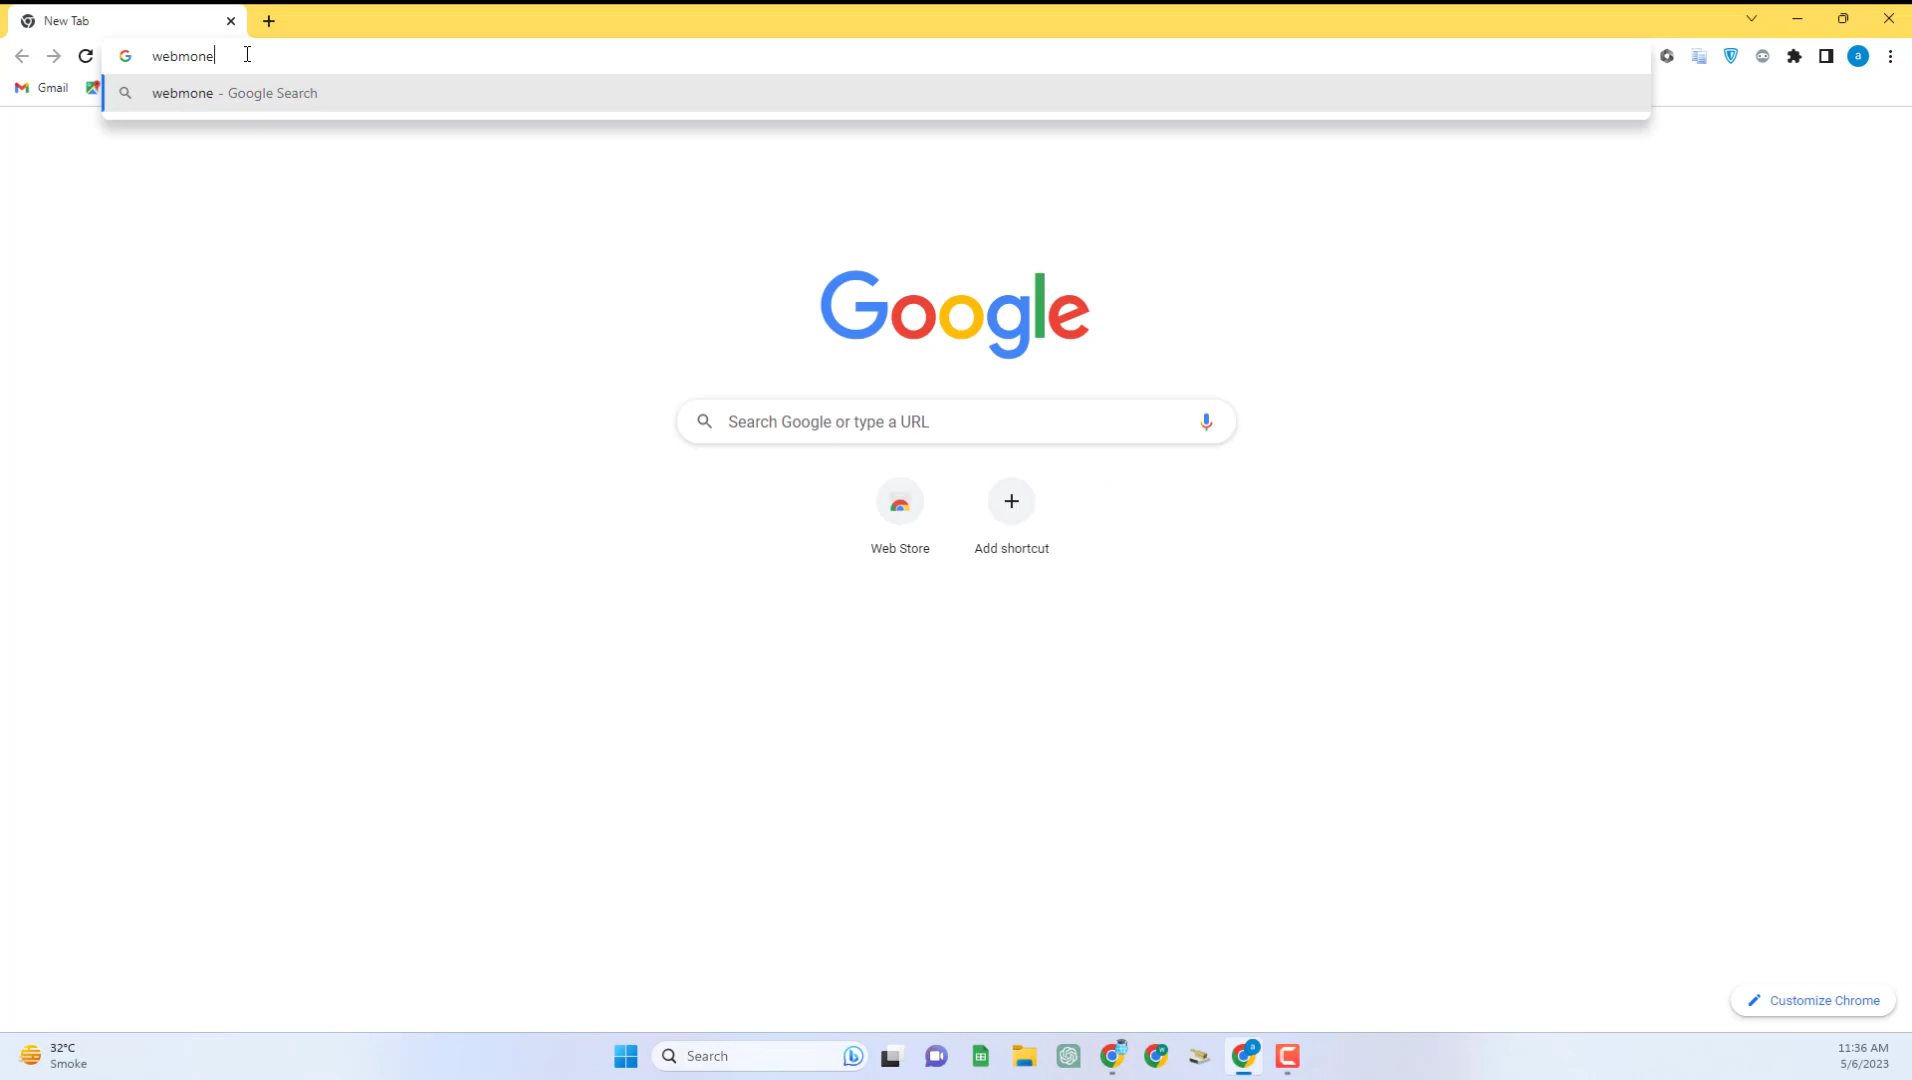 New Tab
webmone
webmone - Google Search
Gmail
Google
Search Google or type a URL
Web Store
Add shortcut
Customize Chrome
32°C
Smoke
Search
11:36 AM
5/6/2023